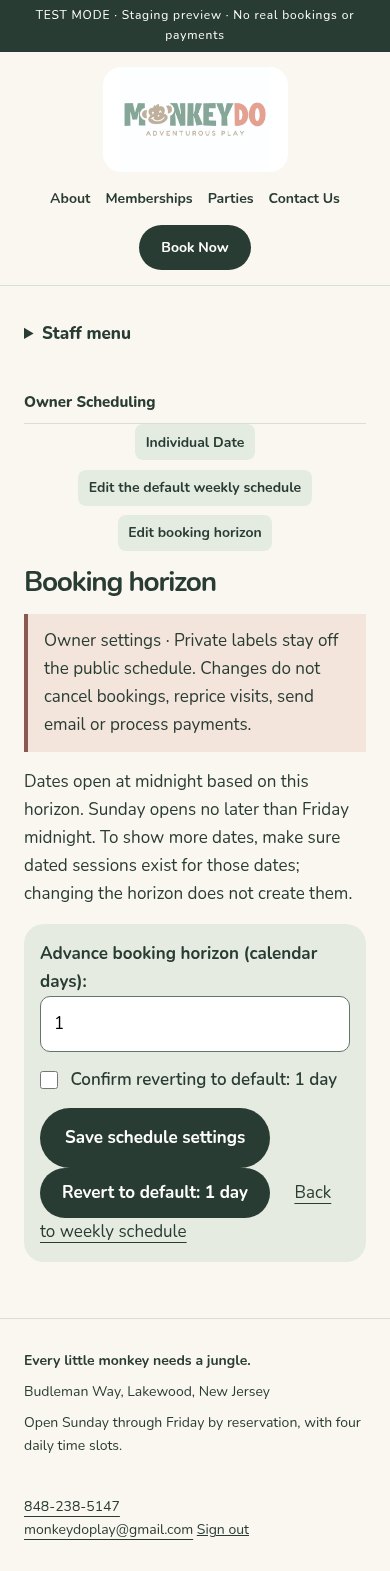 TEST MODE · Staging preview · No real bookings or
payments
MONKEYDO
ADVENTUROUS PLAY
About Memberships Parties Contact Us
Book Now
Staff menu
Owner Scheduling
Individual Date
Edit the default weekly schedule
Edit booking horizon
Booking horizon
Owner settings · Private labels stay off
the public schedule. Changes do not
cancel bookings, reprice visits, send
email or process payments.
Dates open at midnight based on this
horizon. Sunday opens no later than Friday
midnight. To show more dates, make sure
dated sessions exist for those dates;
changing the horizon does not create them.
Advance booking horizon (calendar
days):
1
Confirm reverting to default: 1 day
Save schedule settings
Revert to default: 1 day Back
to weekly schedule
Every little monkey needs a jungle.
Budleman Way, Lakewood, New Jersey
Open Sunday through Friday by reservation, with four
daily time slots.
848-238-5147
monkeydoplay@gmail.com Sign out